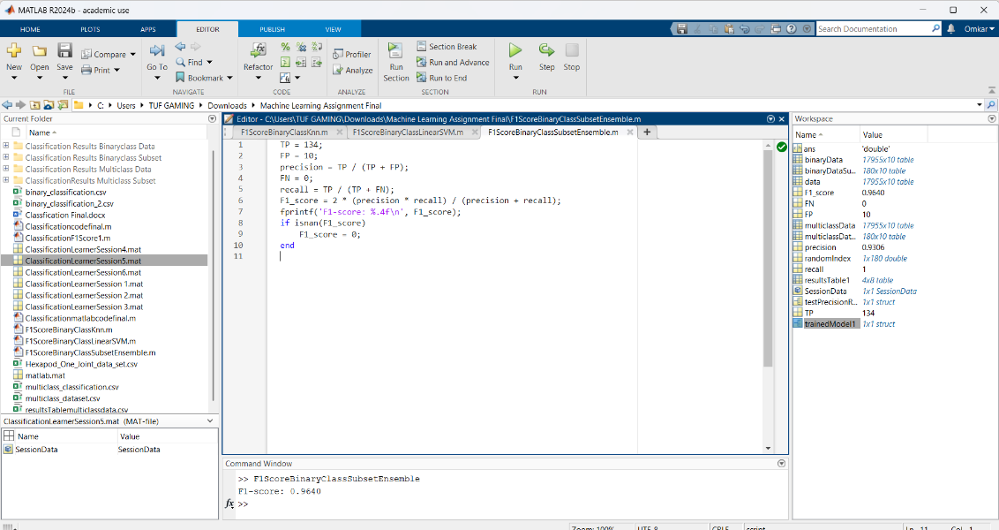 MATLAB R2024b - academic use
HOME PLOTS APPS EDITOR PUBLISH VIEW Search Documentation Omkar
New Open Save Compare Print Go To Find Bookmark Refactor Profiler Analyze Run Section Section Break Run and Advance Run to End Run Step Stop
FILE NAVIGATE CODE ANALYZE SECTION RUN
C: Users TUF GAMING Downloads Machine Learning Assignment Final
Current Folder
Name
Classification Results Binaryclass Data
Classification Results Binaryclass Subset
Classification Results Multiclass Data
ClassificationResults Multiclass Subset
binary_classification.csv
binary_classification_2.csv
Classfication Final.docx
Classificationcodefinal.m
ClassificationF1Score1.m
ClassificationLearnerSession4.mat
ClassificationLearnerSession5.mat
ClassificationLearnerSession6.mat
ClassificationLearnerSession 1.mat
ClassificationLearnerSession 2.mat
ClassificationLearnerSession 3.mat
Classificationmatlabcodefinal.m
F1ScoreBinaryClassKnn.m
F1ScoreBinaryClassLinearSVM.m
F1ScoreBinaryClassSubsetEnsemble.m
Hexapod_One_Joint_data_set.csv
matlab.mat
multiclass_classification.csv
multiclass_dataset.csv
resultsTablemulticlassdata.csv
ClassificationLearnerSession5.mat (MAT-file)
Name Value
SessionData SessionData
Editor - C:\Users\TUF GAMING\Downloads\Machine Learning Assignment Final\F1ScoreBinaryClassSubsetEnsemble.m
F1ScoreBinaryClassKnn.m F1ScoreBinaryClassLinearSVM.m F1ScoreBinaryClassSubsetEnsemble.m
1 TP = 134;
2 FP = 10;
3 precision = TP / (TP + FP);
4 FN = 0;
5 recall = TP / (TP + FN);
6 F1_score = 2 * (precision * recall) / (precision + recall);
7 fprintf('F1-score: %.4f\n', F1_score);
8 if isnan(F1_score)
9 F1_score = 0;
10 end
11
Command Window
>> F1ScoreBinaryClassSubsetEnsemble
F1-score: 0.9640
fx >>
Workspace
Name Value
ans 'double'
binaryData 17955x10 table
binaryDataSu... 180x10 table
data 17955x10 table
F1_score 0.9640
FN 0
FP 10
multiclassData 17955x10 table
multiclassDat... 180x10 table
precision 0.9306
randomIndex 1x180 double
recall 1
resultsTable1 4x8 table
SessionData 1x1 SessionData
testPrecisionR... 1x1 struct
TP 134
trainedModel1 1x1 struct
Zoom: 100% UTF-8 CRLF script Ln 11 Col 1